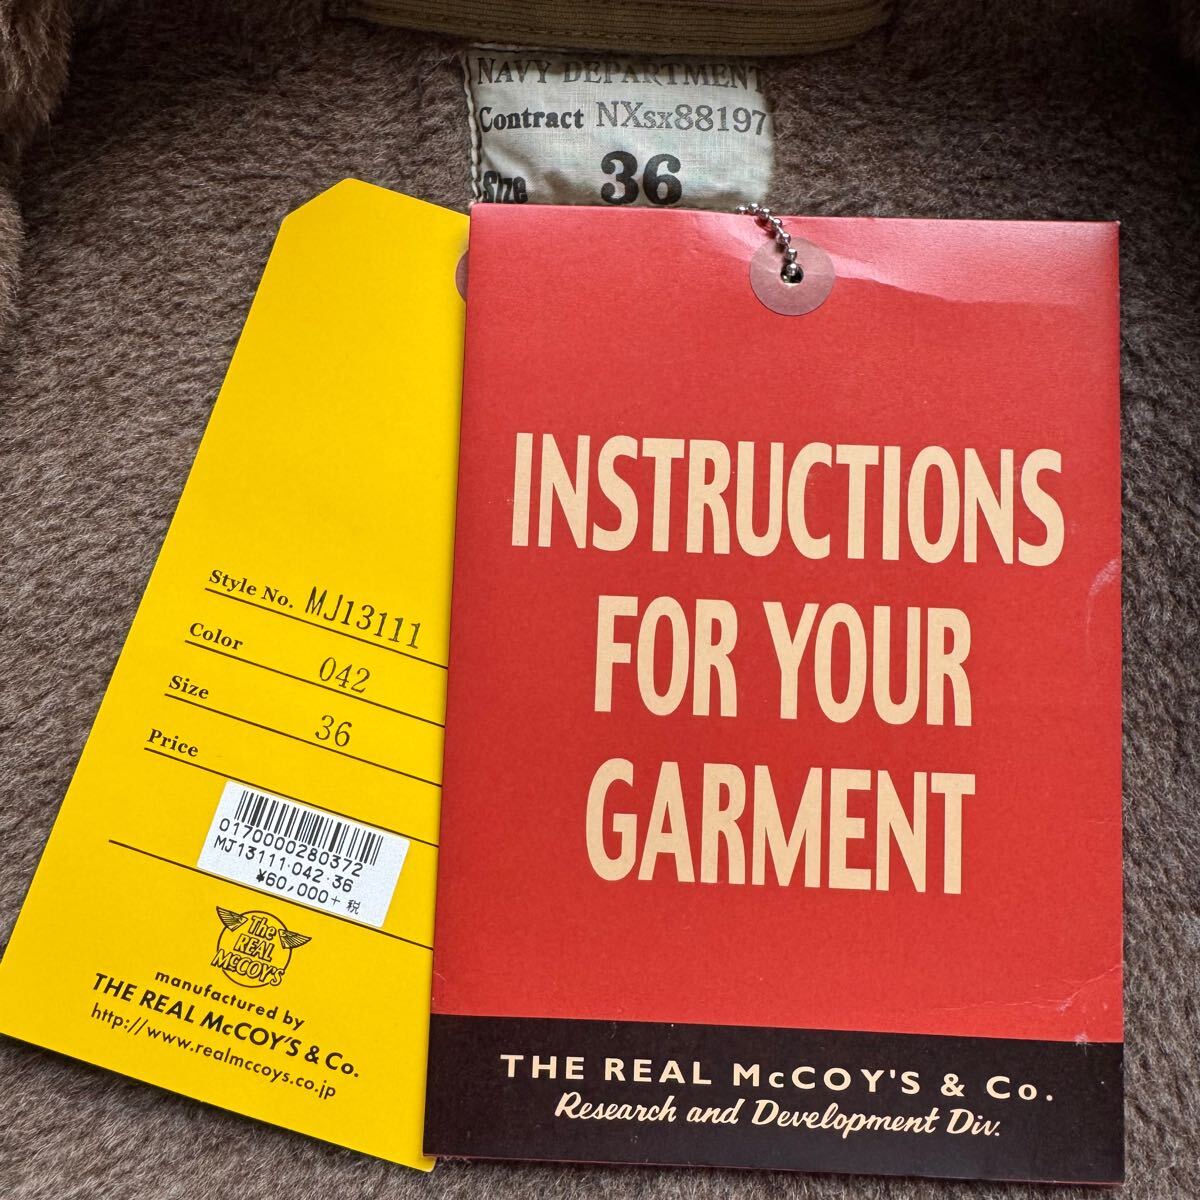 NAVY DEPARTMENT
Contract NXsx88197
Size 36
Style No. MJ13111
Color 042
Size 36
Price
0170000280372
MJ13111・042・36
¥60,000+税
The
REAL
McCOY'S
manufactured by
THE REAL McCOY'S & Co.
http://www.realmccoys.co.jp
INSTRUCTIONS
FOR YOUR
GARMENT
THE REAL McCOY'S & Co.
Research and Development Div.